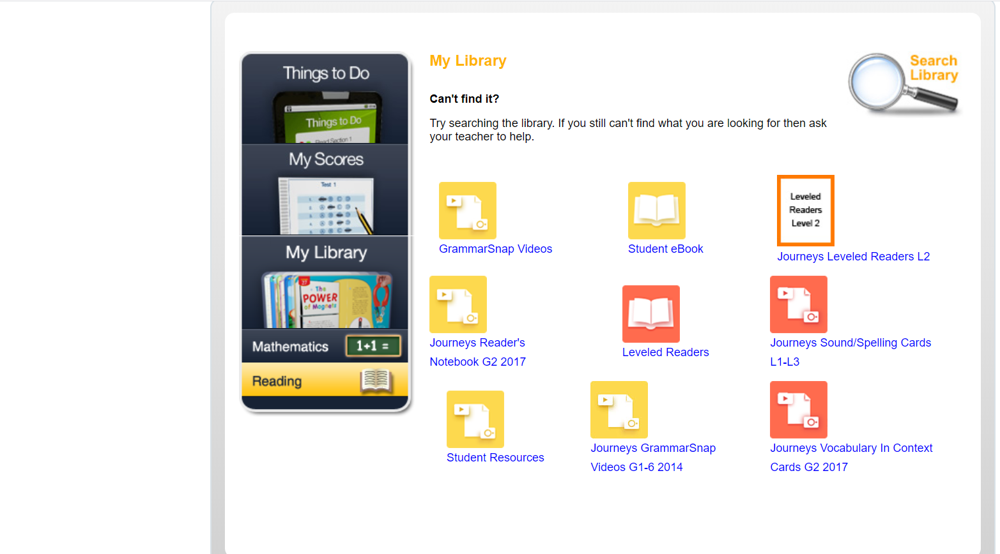 Things to Do
Things to Do
Read Section 1
My Scores
Test 1
My Library
The
POWER
of Magnets
Mathematics
1+1 =
Reading
My Library
Search
Library
Can't find it?
Try searching the library. If you still can't find what you are looking for then ask
your teacher to help.
GrammarSnap Videos
Student eBook
Leveled
Readers
Level 2
Journeys Leveled Readers L2
Journeys Reader's
Notebook G2 2017
Leveled Readers
Journeys Sound/Spelling Cards
L1-L3
Student Resources
Journeys GrammarSnap
Videos G1-6 2014
Journeys Vocabulary In Context
Cards G2 2017